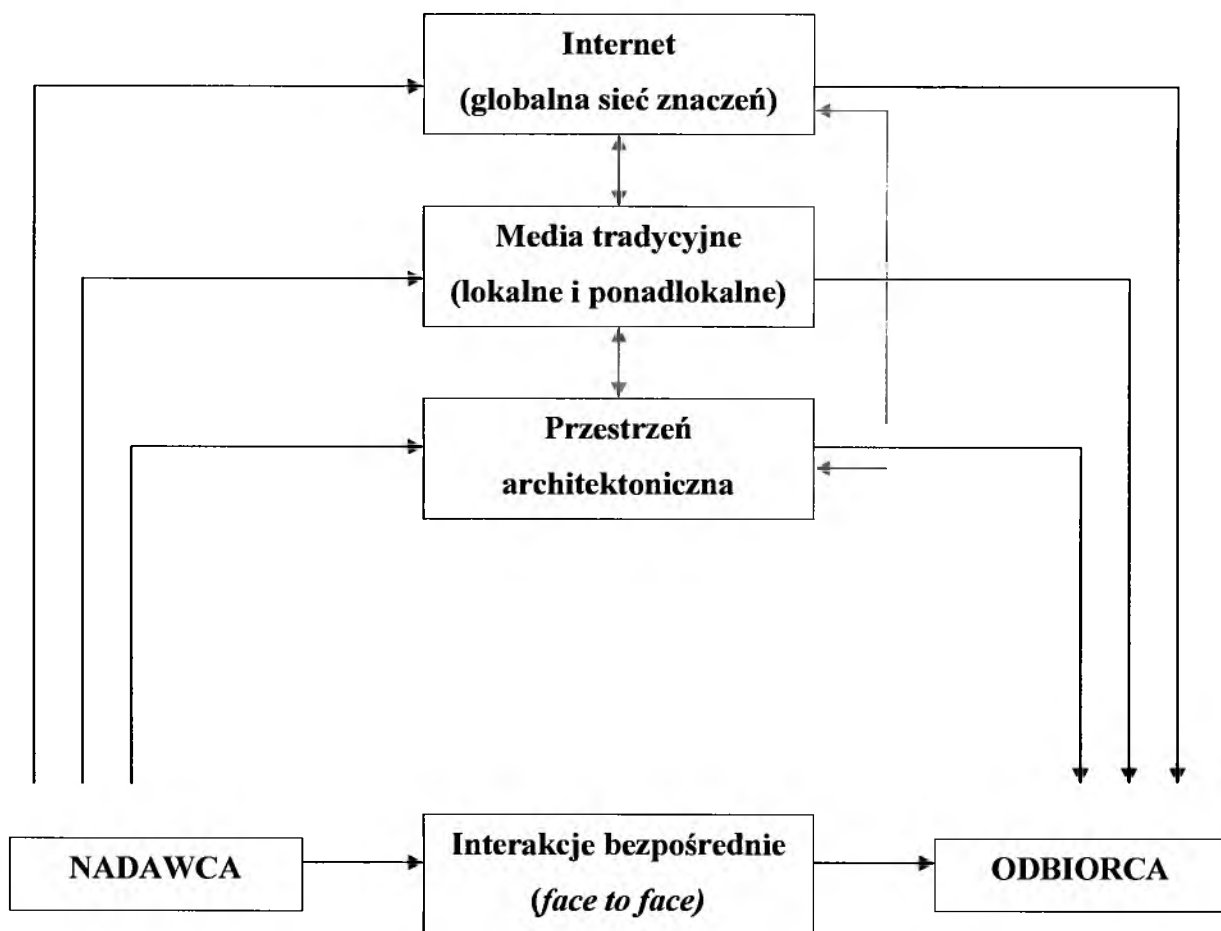 Internet
(globalna sieć znaczeń)
Media tradycyjne
(lokalne i ponadlokalne)
Przestrzeń
architektoniczna
NADAWCA
Interakcje bezpośrednie
(face to face)
ODBIORCA